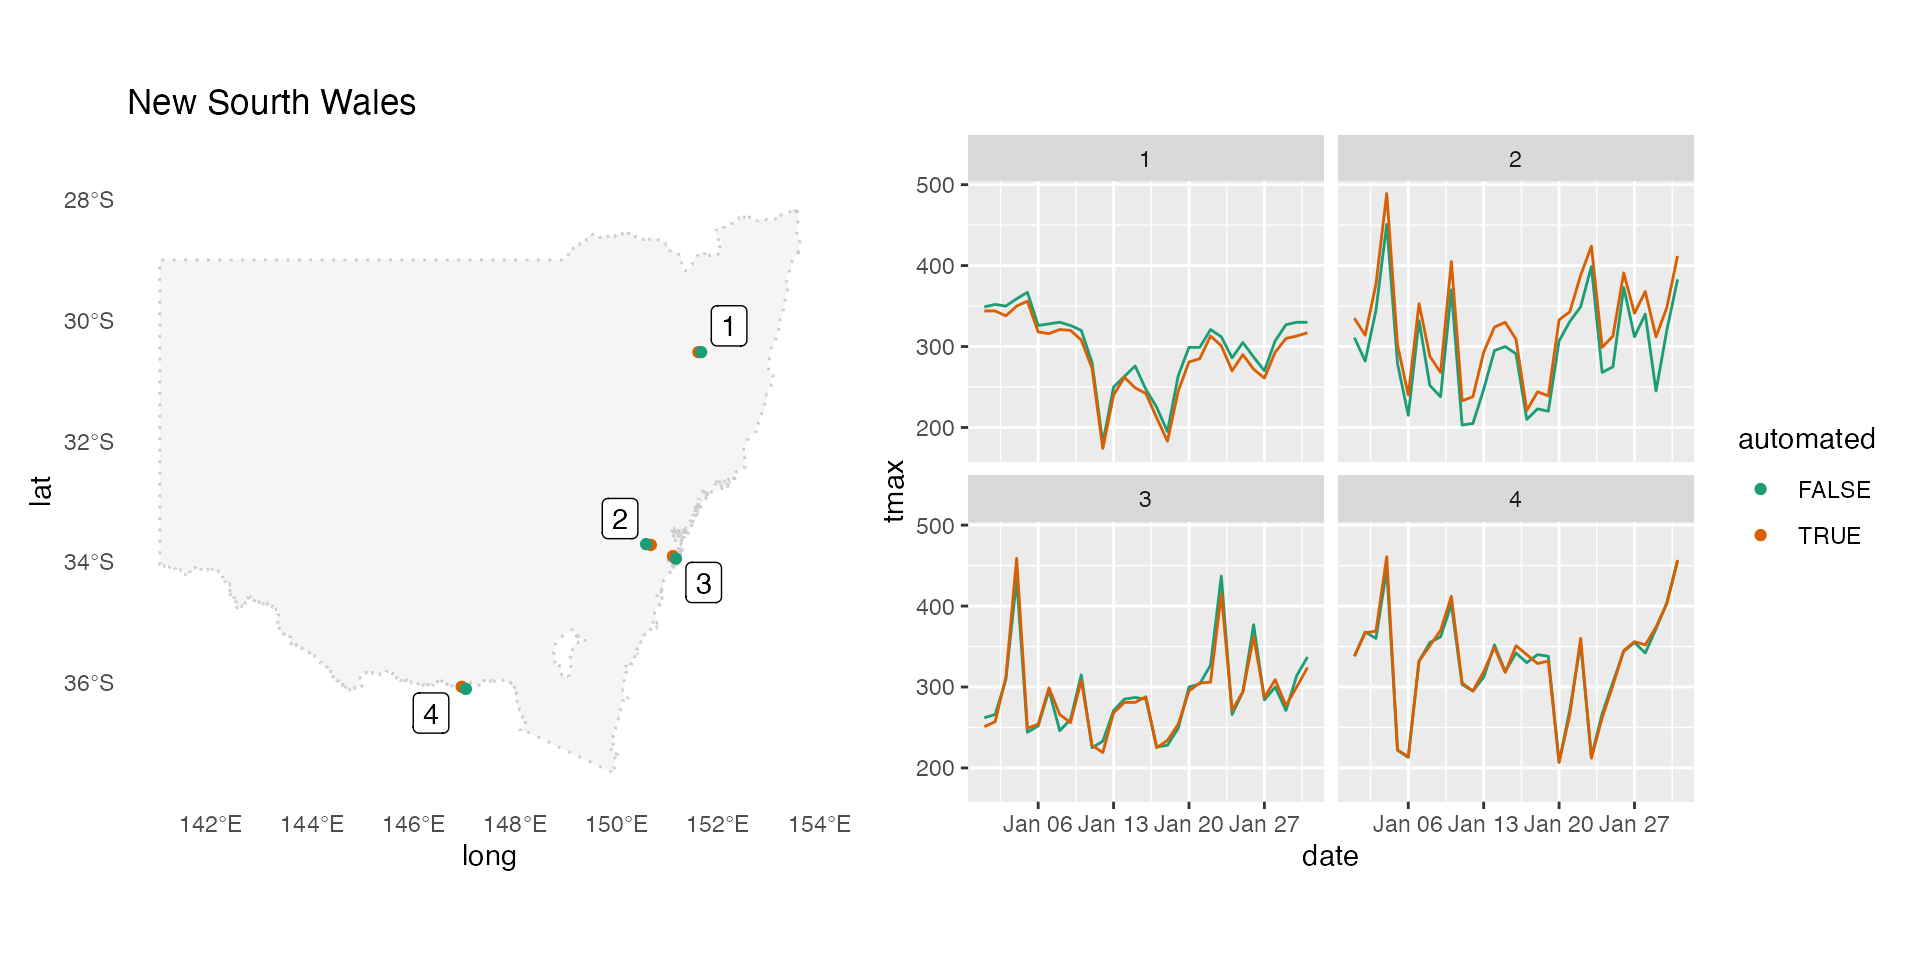 New Sourth Wales
lat
28°S
30°S
32°S
34°S
36°S
1
2
3
4
142°E 144°E 146°E 148°E 150°E 152°E 154°E
long
tmax
1 2
500
400
300
200
3 4
500
400
300
200
Jan 06 Jan 13 Jan 20 Jan 27 Jan 06 Jan 13 Jan 20 Jan 27
date
automated
FALSE
TRUE